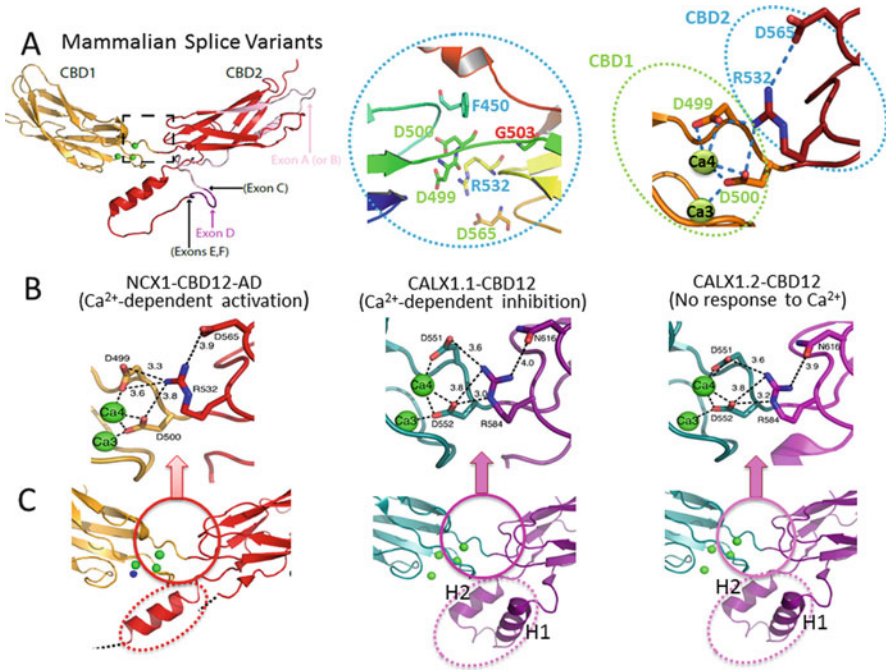 A
Mammalian Splice Variants
CBD1
CBD2
Exon A (or B)
(Exon C)
Exon D
(Exons E,F)
F450
D500
G503
D499
R532
D565
CBD2
D565
CBD1
R532
D499
Ca4
D500
Ca3
B
NCX1-CBD12-AD
(Ca²⁺-dependent activation)
D565
D499
3.9
3.3
3.6
R532
Ca4
3.8
Ca3
D500
CALX1.1-CBD12
(Ca²⁺-dependent inhibition)
D551
N616
3.6
4.0
Ca4
3.8
3.0
Ca3
D552
R584
CALX1.2-CBD12
(No response to Ca²⁺)
N616
D551
3.6
3.9
Ca4
3.8
3.2
Ca3
D552
R584
C
H2
H1
H2
H1